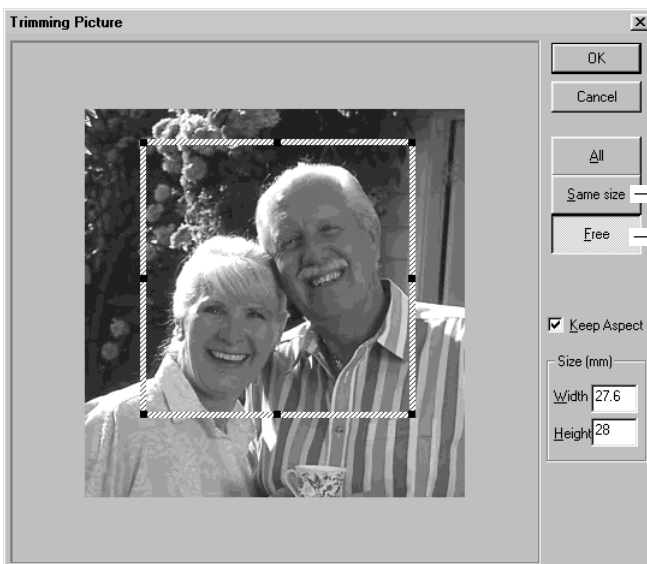 Trimming Picture
OK
Cancel
All
Same size
Free
Keep Aspect
Size (mm)
Width 27.6
Height 28